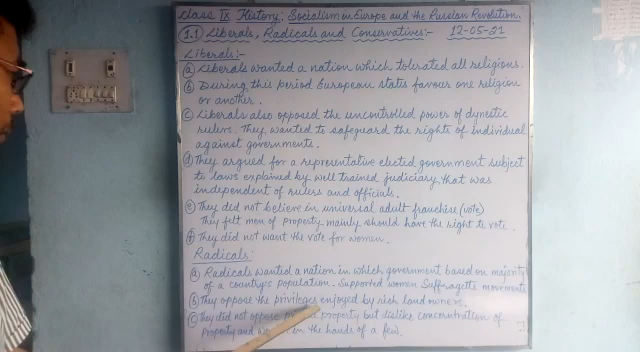 Class IX History: Socialism in Europe and the Russian Revolution.
1.1 Liberals, Radicals and Conservatives:- 12-05-21
Liberals:-
(a) Liberals wanted a nation which tolerated all religions.
(b) During this period European states favour one religion
or another.
(c) Liberals also opposed the uncontrolled power of dynestic
rulers. They wanted to safeguard the rights of individual
against governments.
(d) They argued for a representative elected government subject
to laws explained by well trained judiciary that was
independent of rulers and officials.
(e) They did not believe in universal adult franchise (vote)
They felt men of property mainly should have the right to vote.
(f) They did not want the vote for women.
Radicals:
(a) Radicals wanted a nation in which government based on majority
of a country's population. Supported women Suffragette movements
(b) They oppose the privileges enjoyed by rich land owners.
(c) They did not oppose property but dislike concentration of
property and in the hands of a few.